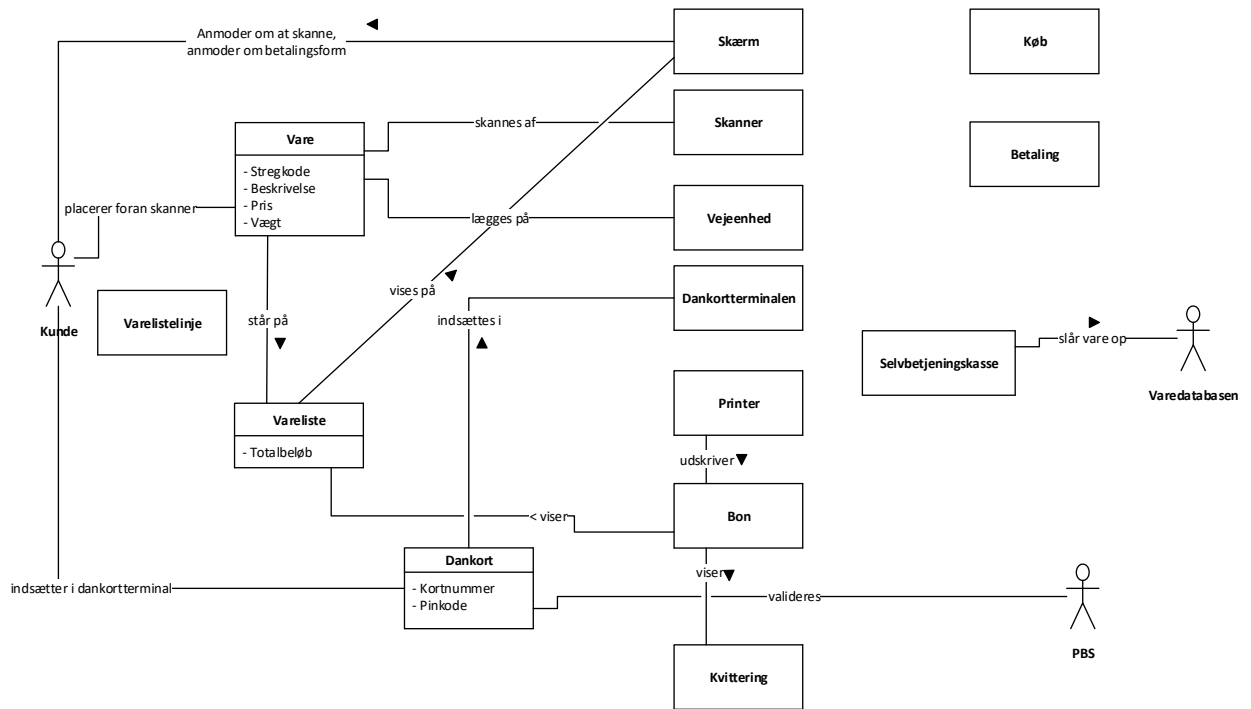 Anmoder om at skanne,
anmoder om betalingsform
Skærm
Køb
Skanner
skannes af
Vare
- Stregkode
- Beskrivelse
- Pris
- Vægt
Betaling
placerer foran skanner
lægges på
Vejeenhed
Kunde
Varelistelinje
står på
vises på
indsættes i
Dankortterminalen
Selvbetjeningskasse
slår vare op
Varedatabasen
Vareliste
- Totalbeløb
Printer
udskriver
< viser
Bon
Dankort
- Kortnummer
- Pinkode
viser
indsætter i dankortterminal
valideres
PBS
Kvittering